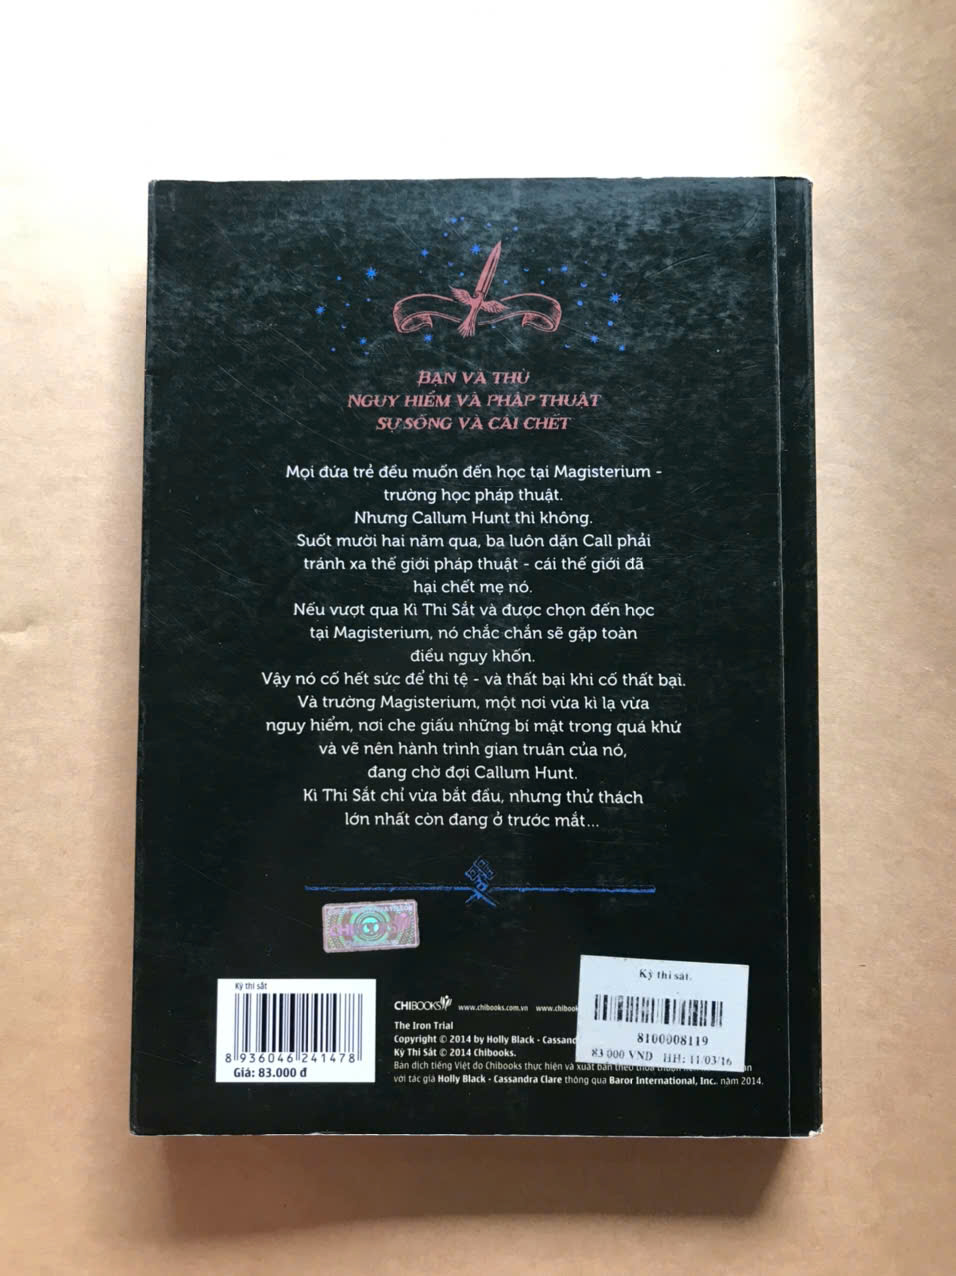 BẠN VÀ THÙ
NGUY HIỂM VÀ PHÁP THUẬT
SỰ SỐNG VÀ CÁI CHẾT
Mọi đứa trẻ đều muốn đến học tại Magisterium -
trường học pháp thuật.
Nhưng Callum Hunt thì không.
Suốt mười hai năm qua, ba luôn dặn Call phải
tránh xa thế giới pháp thuật - cái thế giới đã
hại chết mẹ nó.
Nếu vượt qua Kì Thi Sắt và được chọn đến học
tại Magisterium, nó chắc chắn sẽ gặp toàn
điều nguy khốn.
Vậy nó cố hết sức để thi tệ - và thất bại khi cố thất bại.
Và trường Magisterium, một nơi vừa kì lạ vừa
nguy hiểm, nơi che giấu những bí mật trong quá khứ
và vẽ nên hành trình gian truân của nó,
đang chờ đợi Callum Hunt.
Kì Thi Sắt chỉ vừa bắt đầu, nhưng thử thách
lớn nhất còn đang ở trước mắt...
Kỳ thi sắt
8 936046 241478
Giá: 83.000 đ
CHIBOOKS www.chibooks.com.vn www.chiboo
The Iron Trial
Copyright © 2014 by Holly Black - Cassand
Kỳ Thi Sắt © 2014 Chibooks.
Bản dịch tiếng Việt do Chibooks thực hiện và xuất bản theo thỏa thuận
với tác giả Holly Black - Cassandra Clare thông qua Baror International, Inc., năm 2014.
Kỳ thi sắt.
8100008119
83 000 VND HH: 11/03/16